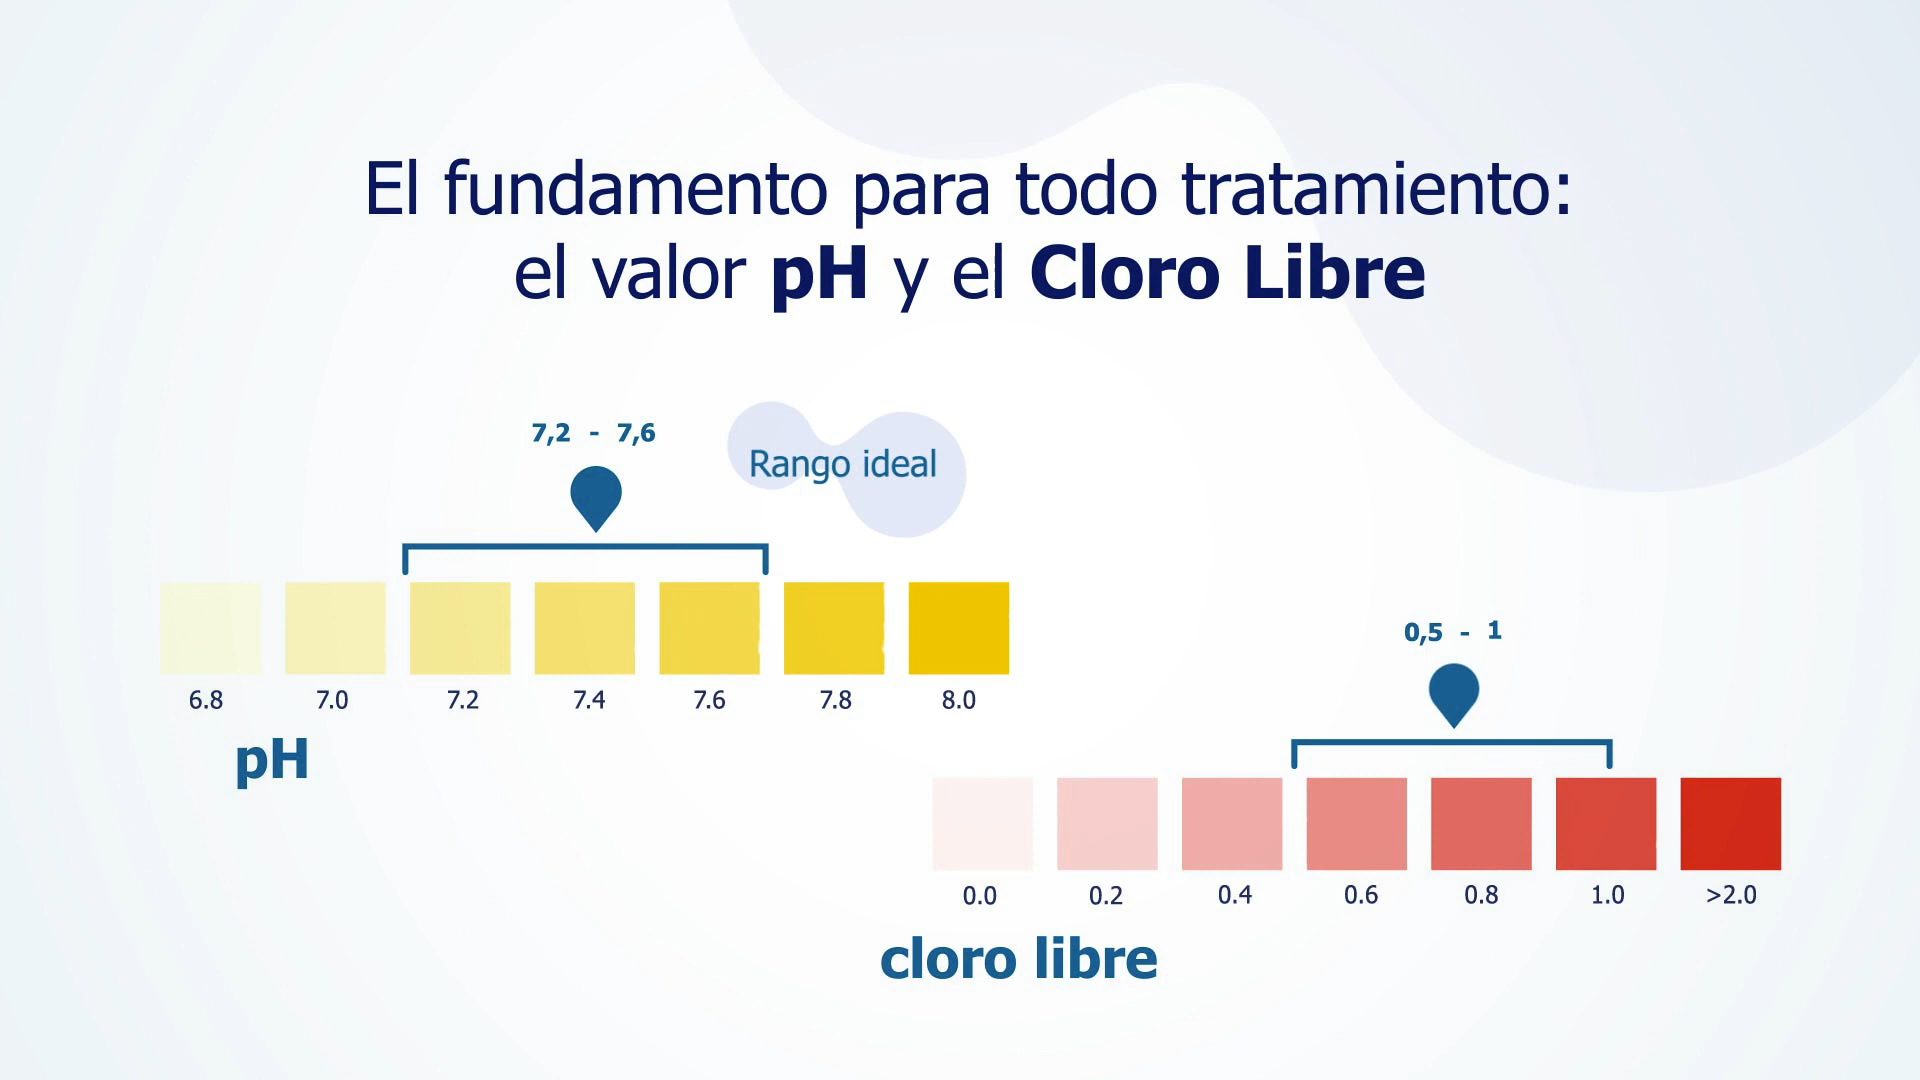 El fundamento para todo tratamiento:
el valor pH y el Cloro Libre
7,2 - 7,6
Rango ideal
6.8 7.0 7.2 7.4 7.6 7.8 8.0
pH
0,5 - 1
0.0 0.2 0.4 0.6 0.8 1.0 >2.0
cloro libre